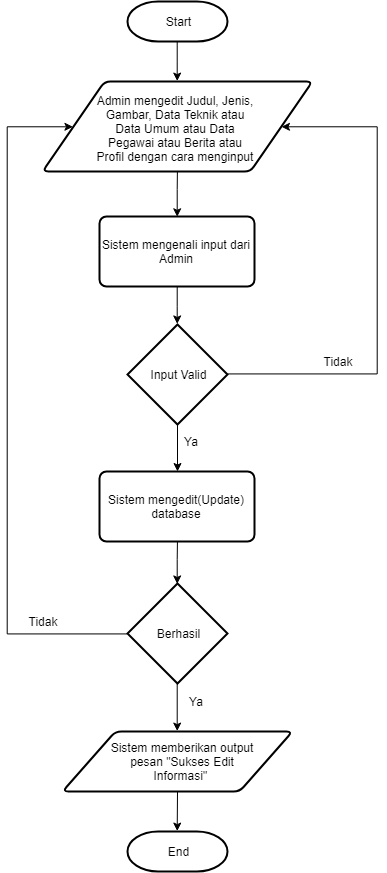 Start
Admin mengedit Judul, Jenis,
Gambar, Data Teknik atau
Data Umum atau Data
Pegawai atau Berita atau
Profil dengan cara menginput
Sistem mengenali input dari
Admin
Input Valid
Tidak
Ya
Sistem mengedit(Update)
database
Berhasil
Tidak
Ya
Sistem memberikan output
pesan "Sukses Edit
Informasi"
End